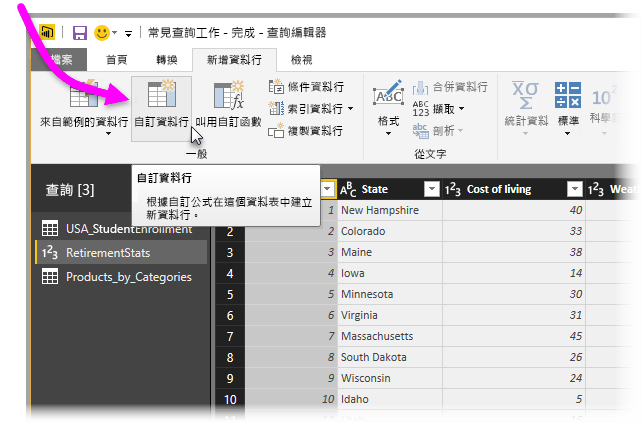 常見查詢工作 - 完成 - 查詢編輯器
檔案 首頁 轉換 新增資料行 檢視
來自範例的資料行 自訂資料行 叫用自訂函數
條件資料行
索引資料行
複製資料行
一般
格式
合併資料行
ABC 123 擷取
abc 剖析
從文字
統計資料 標準 科學
自訂資料行
根據自訂公式在這個資料表中建立
新資料行。
查詢 [3]
USA_StudentEnrollment
RetirementStats
Products_by_Categories
State Cost of living
1 New Hampshire 40
2 2 Colorado 33
3 3 Maine 38
4 4 Iowa 14
5 5 Minnesota 30
6 6 Virginia 31
7 7 Massachusetts 45
8 8 South Dakota 26
9 9 Wisconsin 24
10 10 Idaho 5